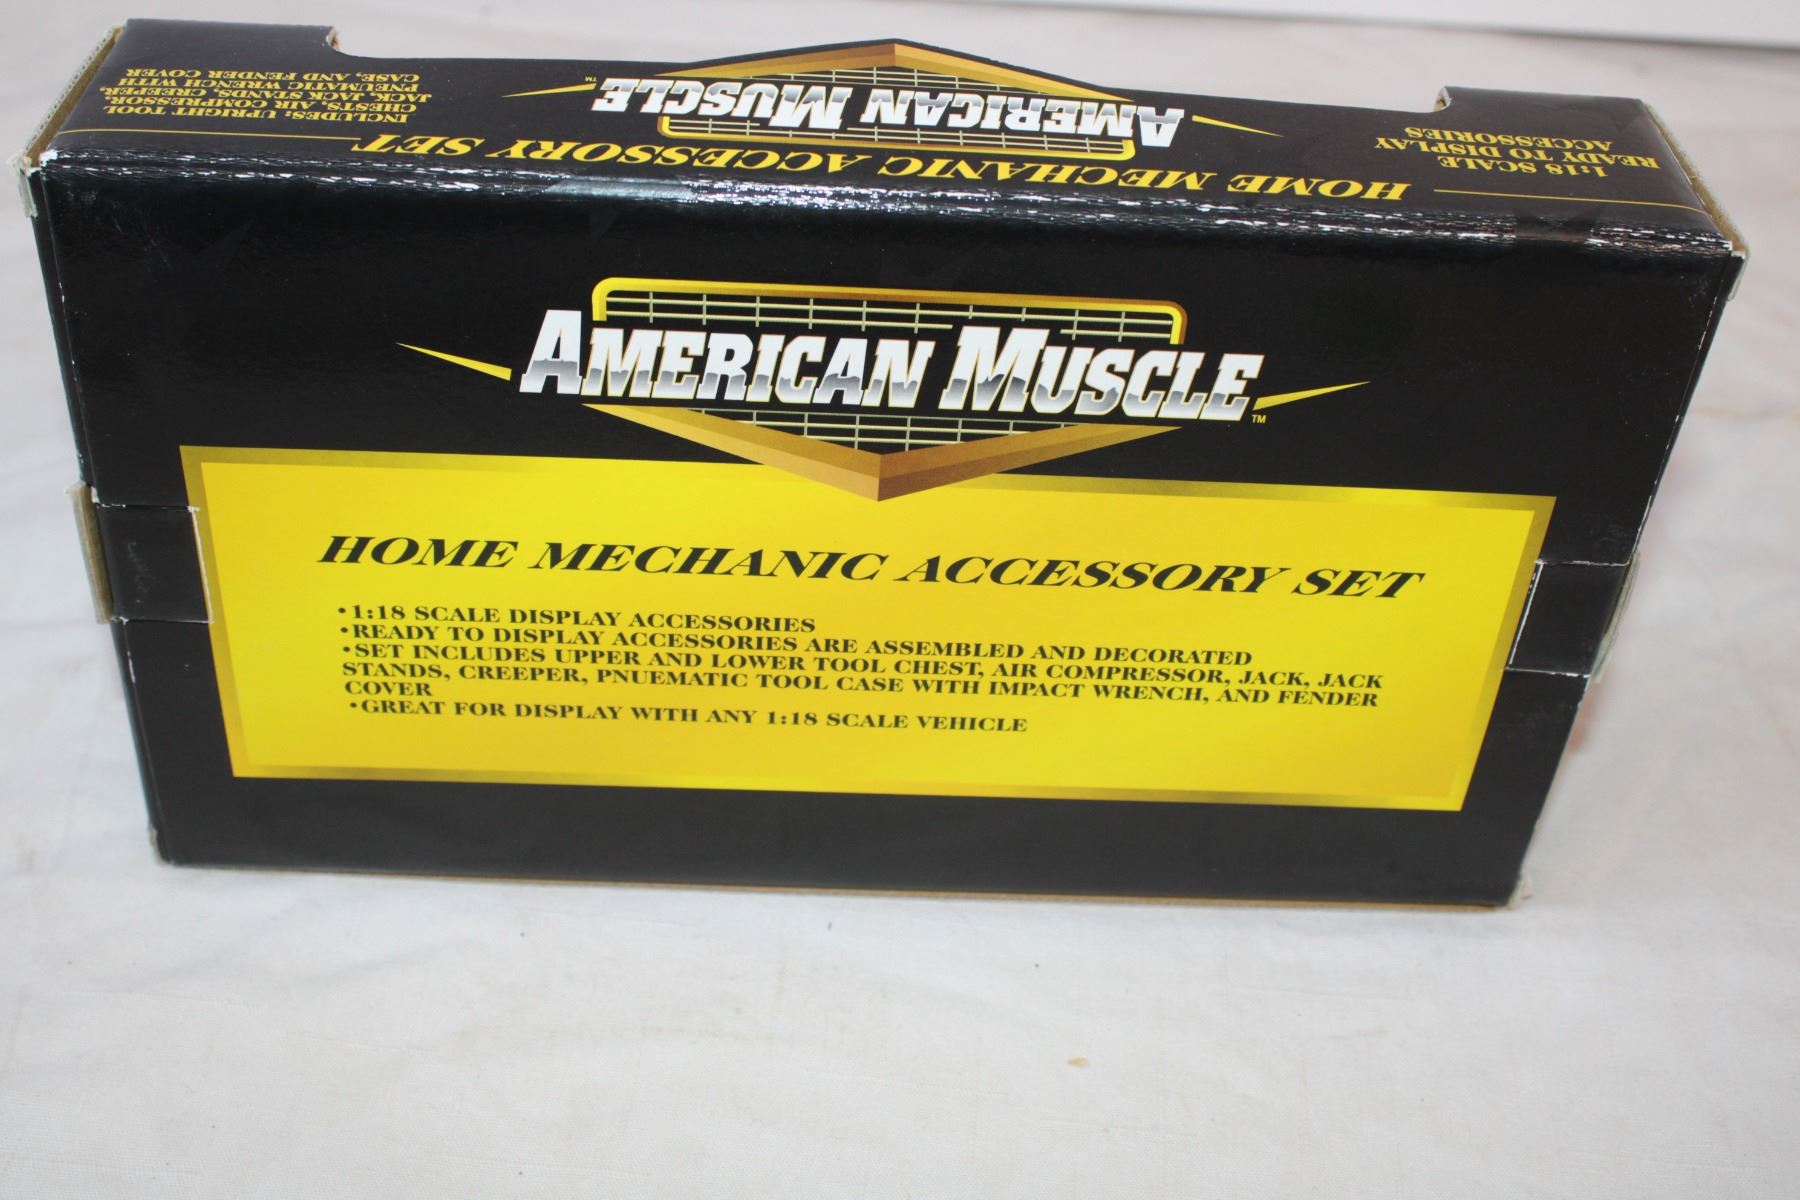 INCLUDES: UPRIGHT TOOL
CHESTS, AIR COMPRESSOR,
JACK, JACK STANDS, CREEPER,
PNEUMATIC WRENCH WITH
CASE, AND FENDER COVER
AMERICAN MUSCLE™
HOME MECHANIC ACCESSORY SET
1:18 SCALE
READY TO DISPLAY
ACCESSORIES
AMERICAN MUSCLE™
HOME MECHANIC ACCESSORY SET
•1:18 SCALE DISPLAY ACCESSORIES
•READY TO DISPLAY ACCESSORIES ARE ASSEMBLED AND DECORATED
•SET INCLUDES UPPER AND LOWER TOOL CHEST, AIR COMPRESSOR, JACK, JACK
STANDS, CREEPER, PNUEMATIC TOOL CASE WITH IMPACT WRENCH, AND FENDER
COVER
•GREAT FOR DISPLAY WITH ANY 1:18 SCALE VEHICLE